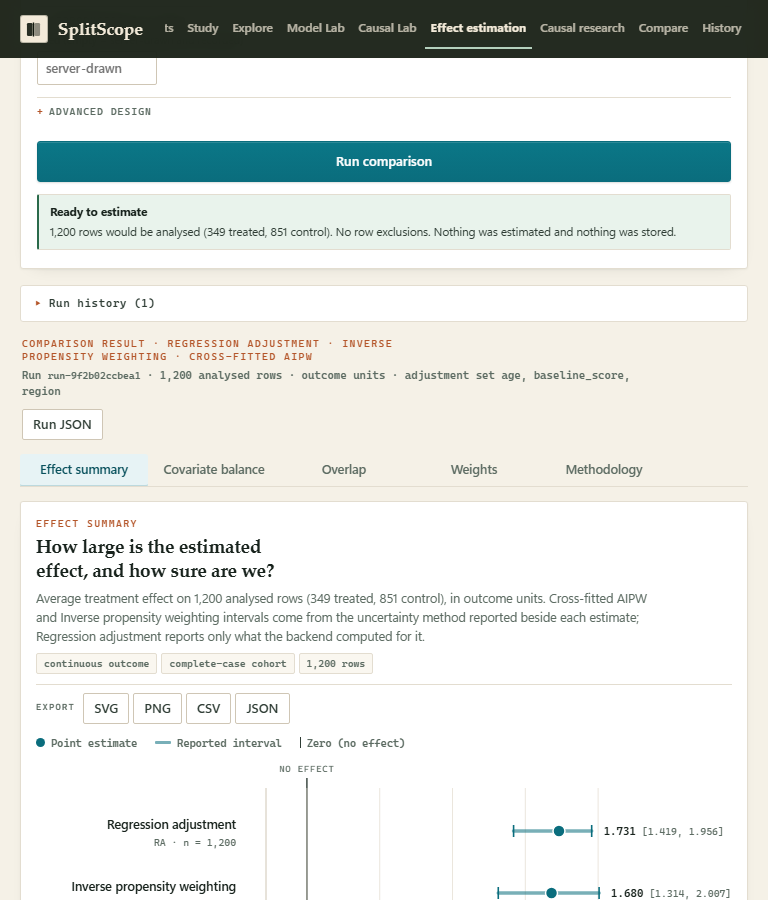 SplitScope
ts Study Explore Model Lab Causal Lab Effect estimation Causal research Compare History
server-drawn
+ ADVANCED DESIGN
Run comparison
Ready to estimate
1,200 rows would be analysed (349 treated, 851 control). No row exclusions. Nothing was estimated and nothing was stored.
▸ Run history (1)
COMPARISON RESULT · REGRESSION ADJUSTMENT · INVERSE
PROPENSITY WEIGHTING · CROSS-FITTED AIPW
Run run-9f2b02ccbea1 · 1,200 analysed rows · outcome units · adjustment set age, baseline_score,
region
Run JSON
Effect summary Covariate balance Overlap Weights Methodology
EFFECT SUMMARY
How large is the estimated
effect, and how sure are we?
Average treatment effect on 1,200 analysed rows (349 treated, 851 control), in outcome units. Cross-fitted AIPW
and Inverse propensity weighting intervals come from the uncertainty method reported beside each estimate;
Regression adjustment reports only what the backend computed for it.
continuous outcome complete-case cohort 1,200 rows
EXPORT SVG PNG CSV JSON
Point estimate Reported interval Zero (no effect)
NO EFFECT
Regression adjustment 1.731 [1.419, 1.956]
RA · n = 1,200
Inverse propensity weighting 1.680 [1.314, 2.007]